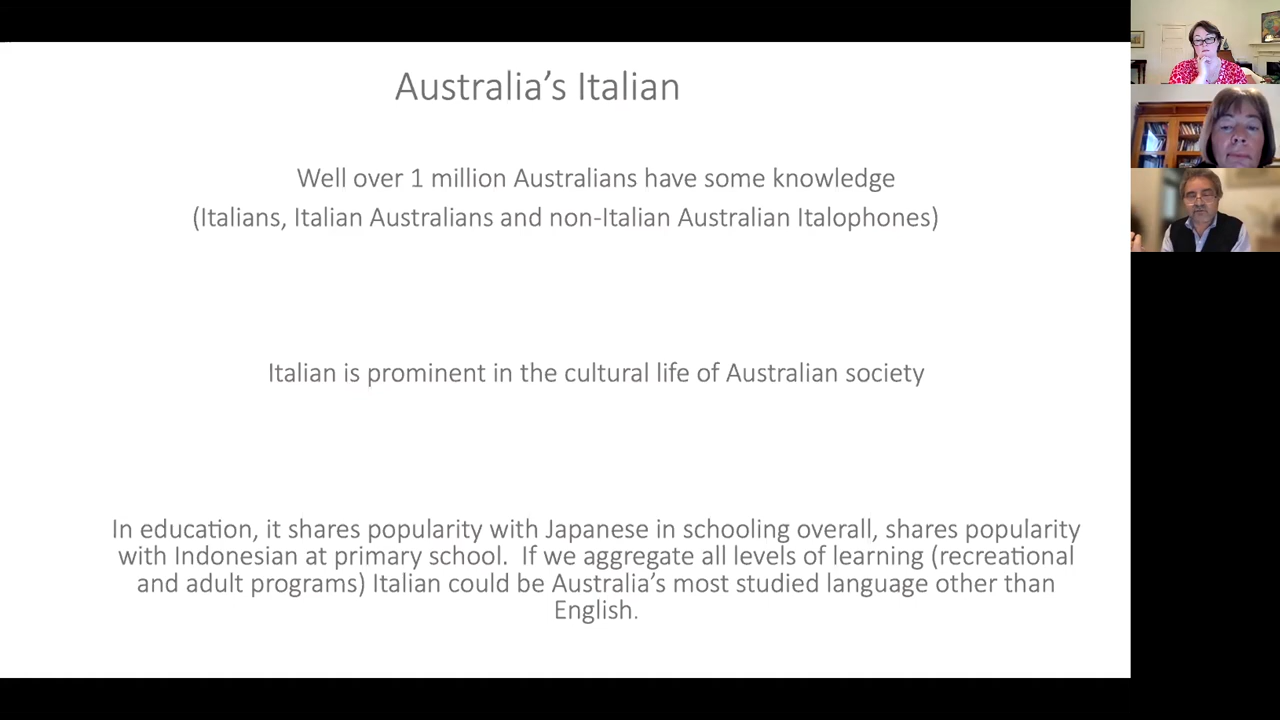 Australia's Italian
Well over 1 million Australians have some knowledge
(Italians, Italian Australians and non-Italian Australian Italophones)
Italian is prominent in the cultural life of Australian society
In education, it shares popularity with Japanese in schooling overall, shares popularity
with Indonesian at primary school.  If we aggregate all levels of learning (recreational
and adult programs) Italian could be Australia's most studied language other than
English.